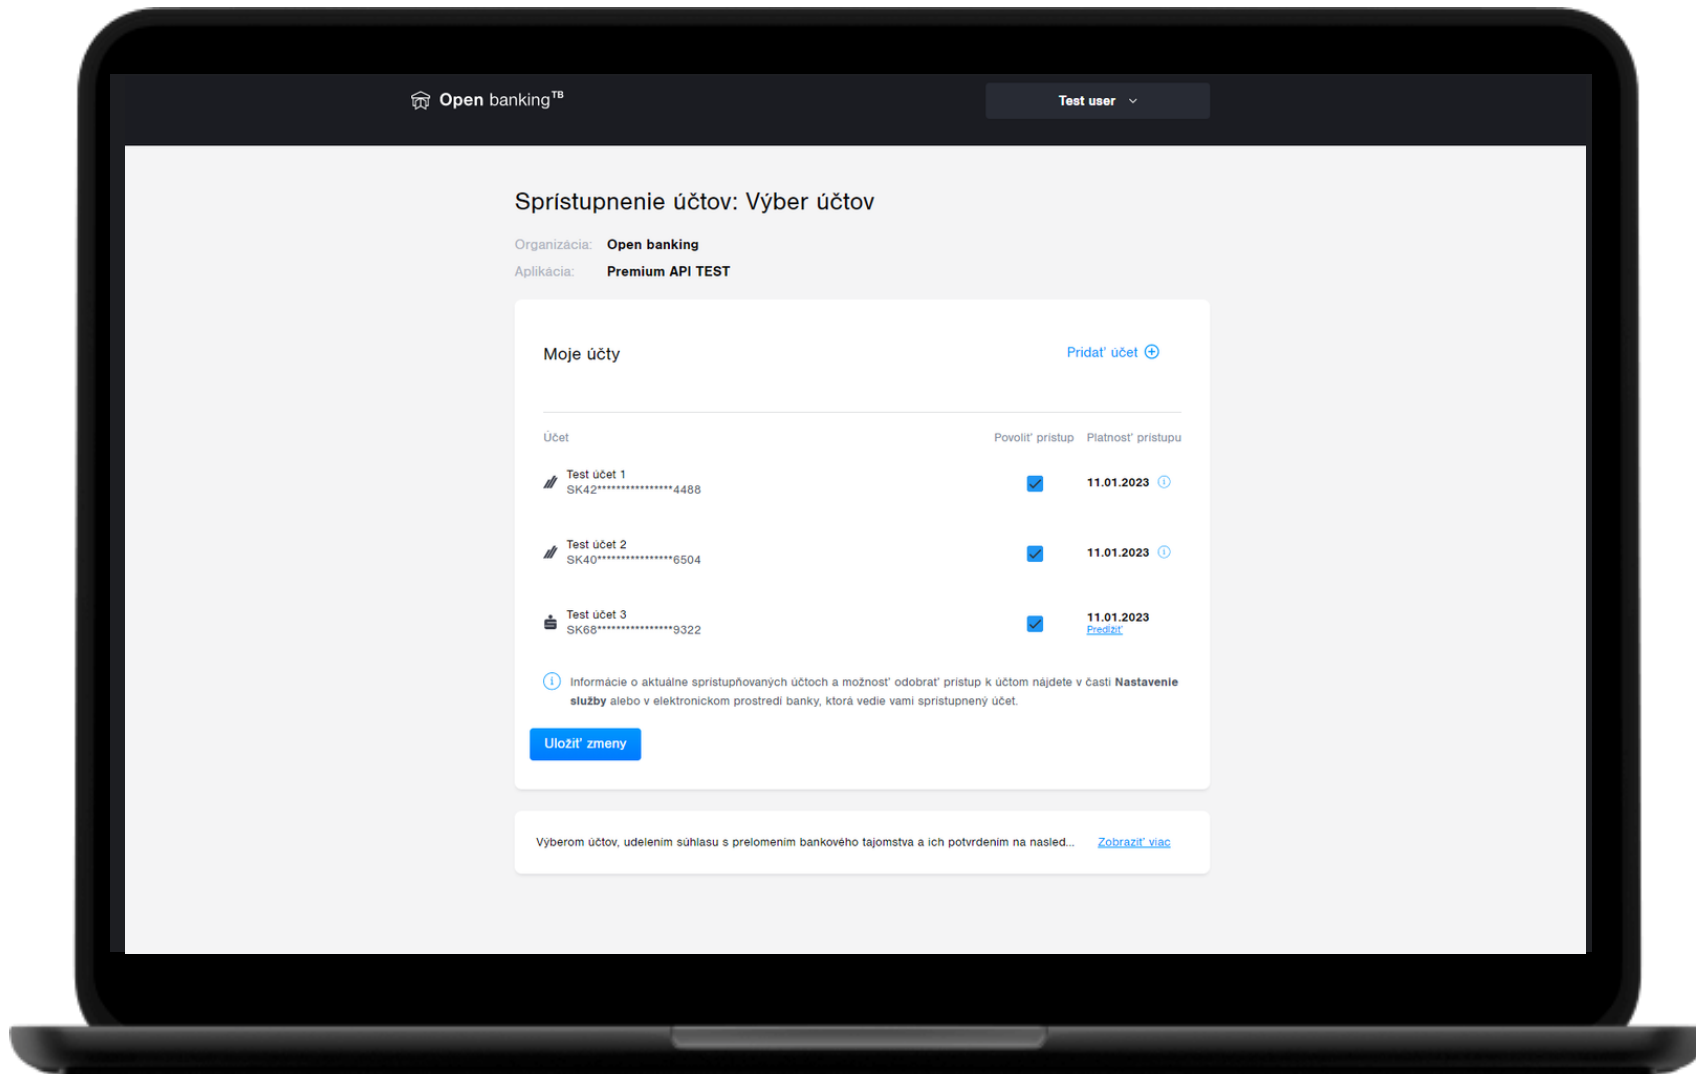 Open banking TB
Test user
Sprístupnenie účtov: Výber účtov
Organizácia: Open banking
Aplikácia: Premium API TEST
Moje účty
Pridať účet
Účet Povoliť prístup Platnosť prístupu
Test účet 1
SK42****************4488
11.01.2023
Test účet 2
SK40****************6504
11.01.2023
Test účet 3
SK68****************9322
11.01.2023
Predĺžiť
Informácie o aktuálne sprístupňovaných účtoch a možnosť odobrať prístup k účtom nájdete v časti Nastavenie
služby alebo v elektronickom prostredí banky, ktorá vedie vami sprístupnený účet.
Uložiť zmeny
Výberom účtov, udelením súhlasu s prelomením bankového tajomstva a ich potvrdením na nasled... Zobraziť viac